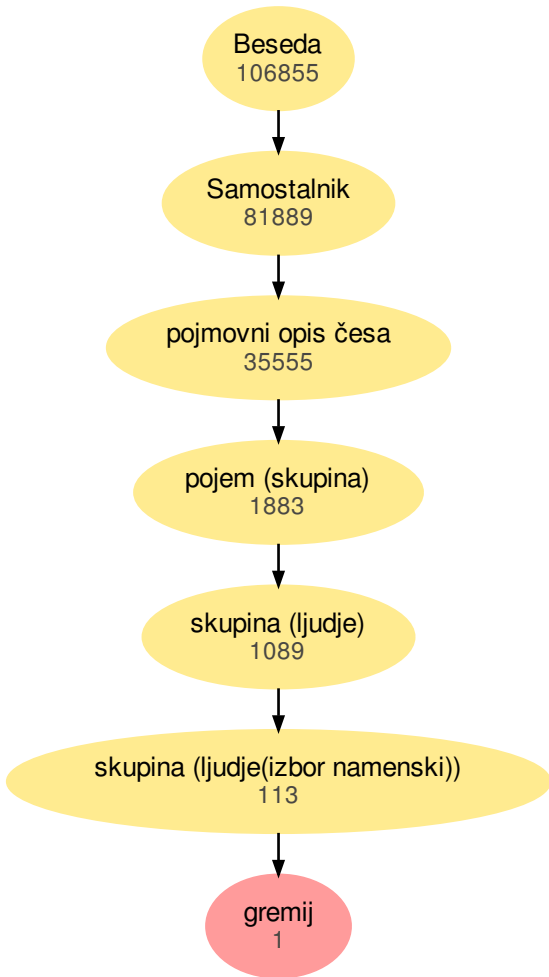 Beseda
106855
Samostalnik
81889
pojmovni opis česa
35555
pojem (skupina)
1883
skupina (ljudje)
1089
skupina (ljudje(izbor namenski))
113
gremij
1